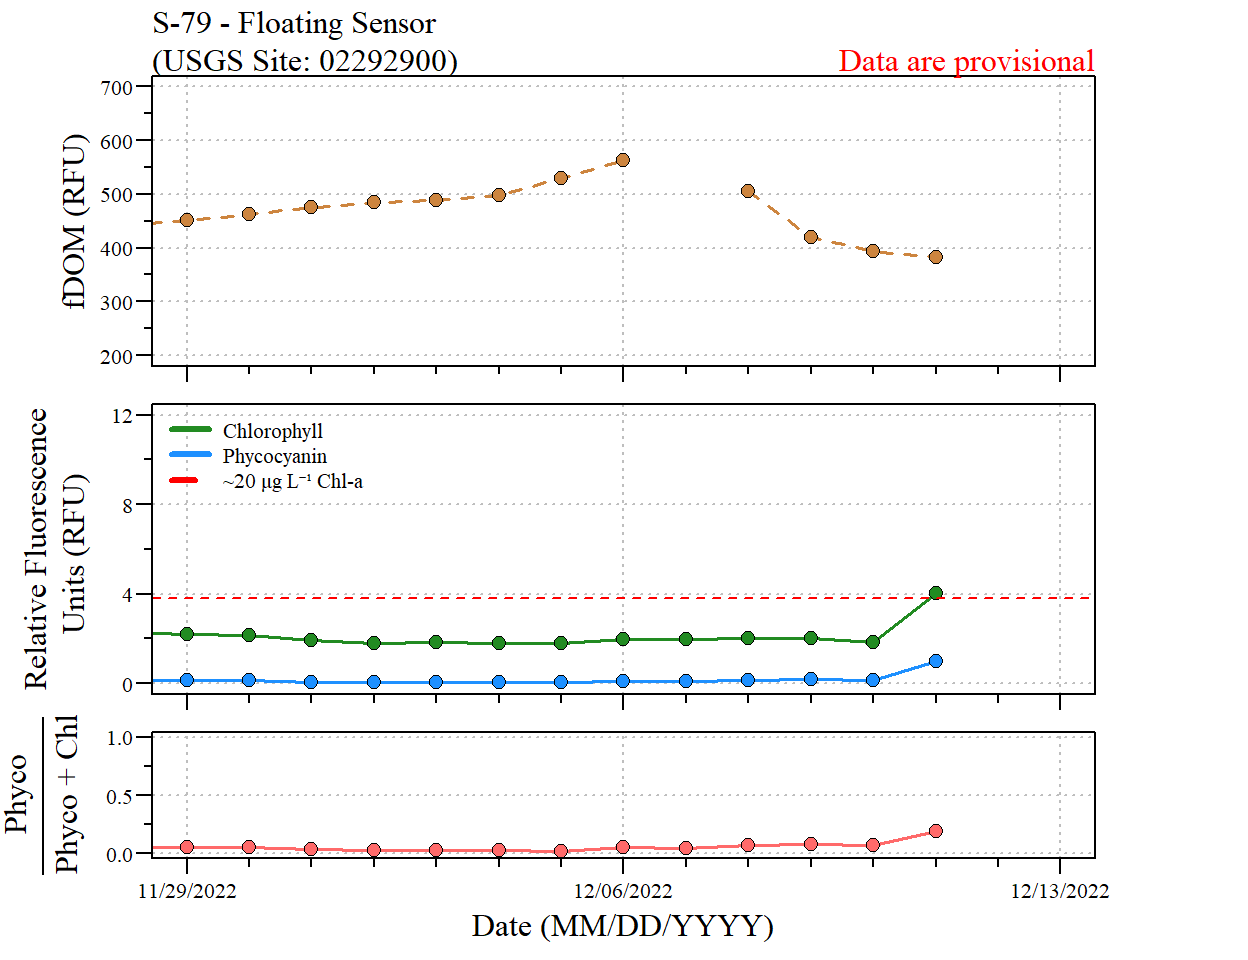 S-79 - Floating Sensor
(USGS Site: 02292900)
Data are provisional
700
600
500
400
300
200
fDOM (RFU)
12
8
4
0
Relative Fluorescence
Units (RFU)
Chlorophyll
Phycocyanin
~20 µg L⁻¹ Chl-a
1.0
0.5
0.0
Phyco
Phyco + Chl
11/29/2022
12/06/2022
12/13/2022
Date (MM/DD/YYYY)